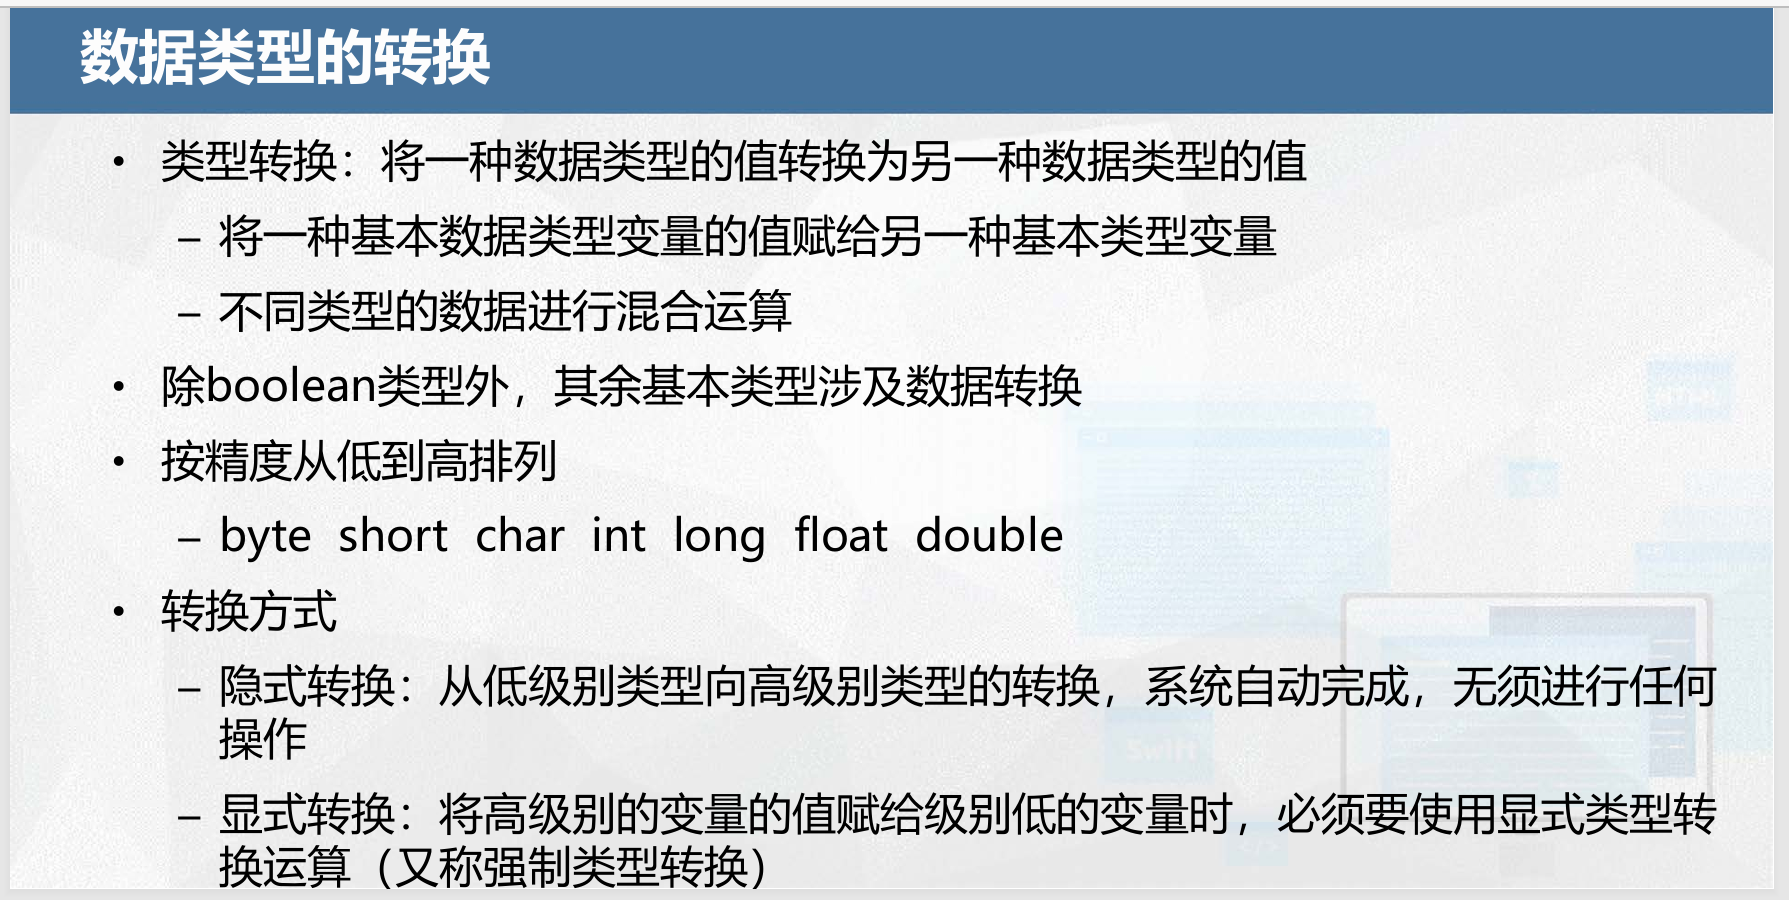 数据类型的转换
• 类型转换：将一种数据类型的值转换为另一种数据类型的值
– 将一种基本数据类型变量的值赋给另一种基本类型变量
– 不同类型的数据进行混合运算
• 除boolean类型外，其余基本类型涉及数据转换
• 按精度从低到高排列
– byte short char int long float double
• 转换方式
– 隐式转换：从低级别类型向高级别类型的转换，系统自动完成，无须进行任何
操作
– 显式转换：将高级别的变量的值赋给级别低的变量时，必须要使用显式类型转
换运算（又称强制类型转换）
HTML
Swift